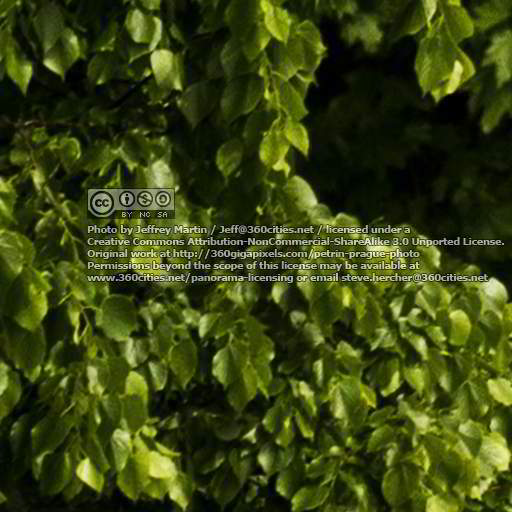 cc
BY NC SA
Photo by Jeffrey Martin / Jeff@360cities.net / licensed under a
Creative Commons Attribution-NonCommercial-ShareAlike 3.0 Unported License.
Original work at http://360gigapixels.com/petrin-prague-photo
Permissions beyond the scope of this license may be available at
www.360cities.net/panorama-licensing or email steve.hercher@360cities.net